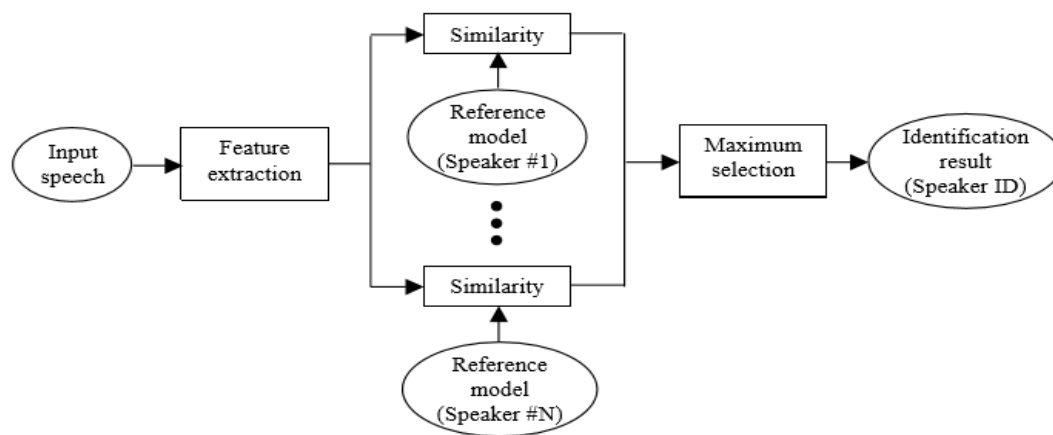 Similarity
Reference
model
(Speaker #1)
Input
speech
Feature
extraction
Maximum
selection
Identification
result
(Speaker ID)
Similarity
Reference
model
(Speaker #N)